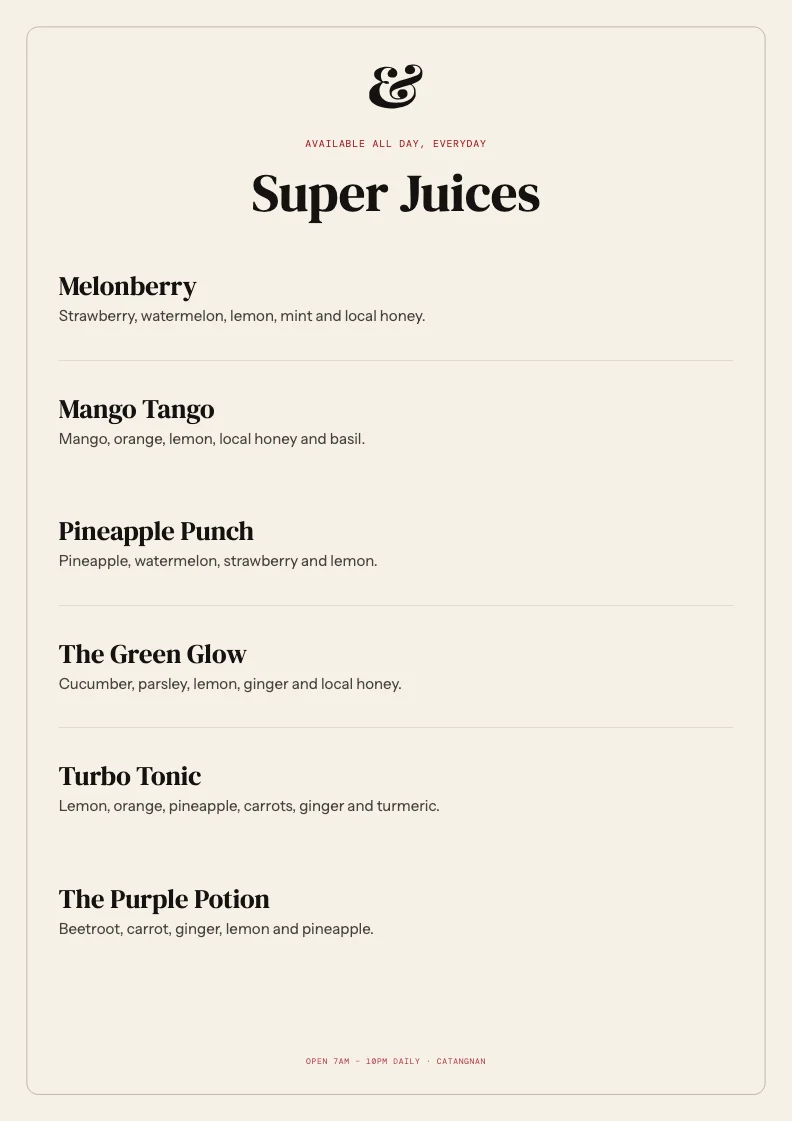 &
AVAILABLE ALL DAY, EVERYDAY
Super Juices
Melonberry
Strawberry, watermelon, lemon, mint and local honey.
Mango Tango
Mango, orange, lemon, local honey and basil.
Pineapple Punch
Pineapple, watermelon, strawberry and lemon.
The Green Glow
Cucumber, parsley, lemon, ginger and local honey.
Turbo Tonic
Lemon, orange, pineapple, carrots, ginger and turmeric.
The Purple Potion
Beetroot, carrot, ginger, lemon and pineapple.
OPEN 7AM – 10PM DAILY · CATANGNAN